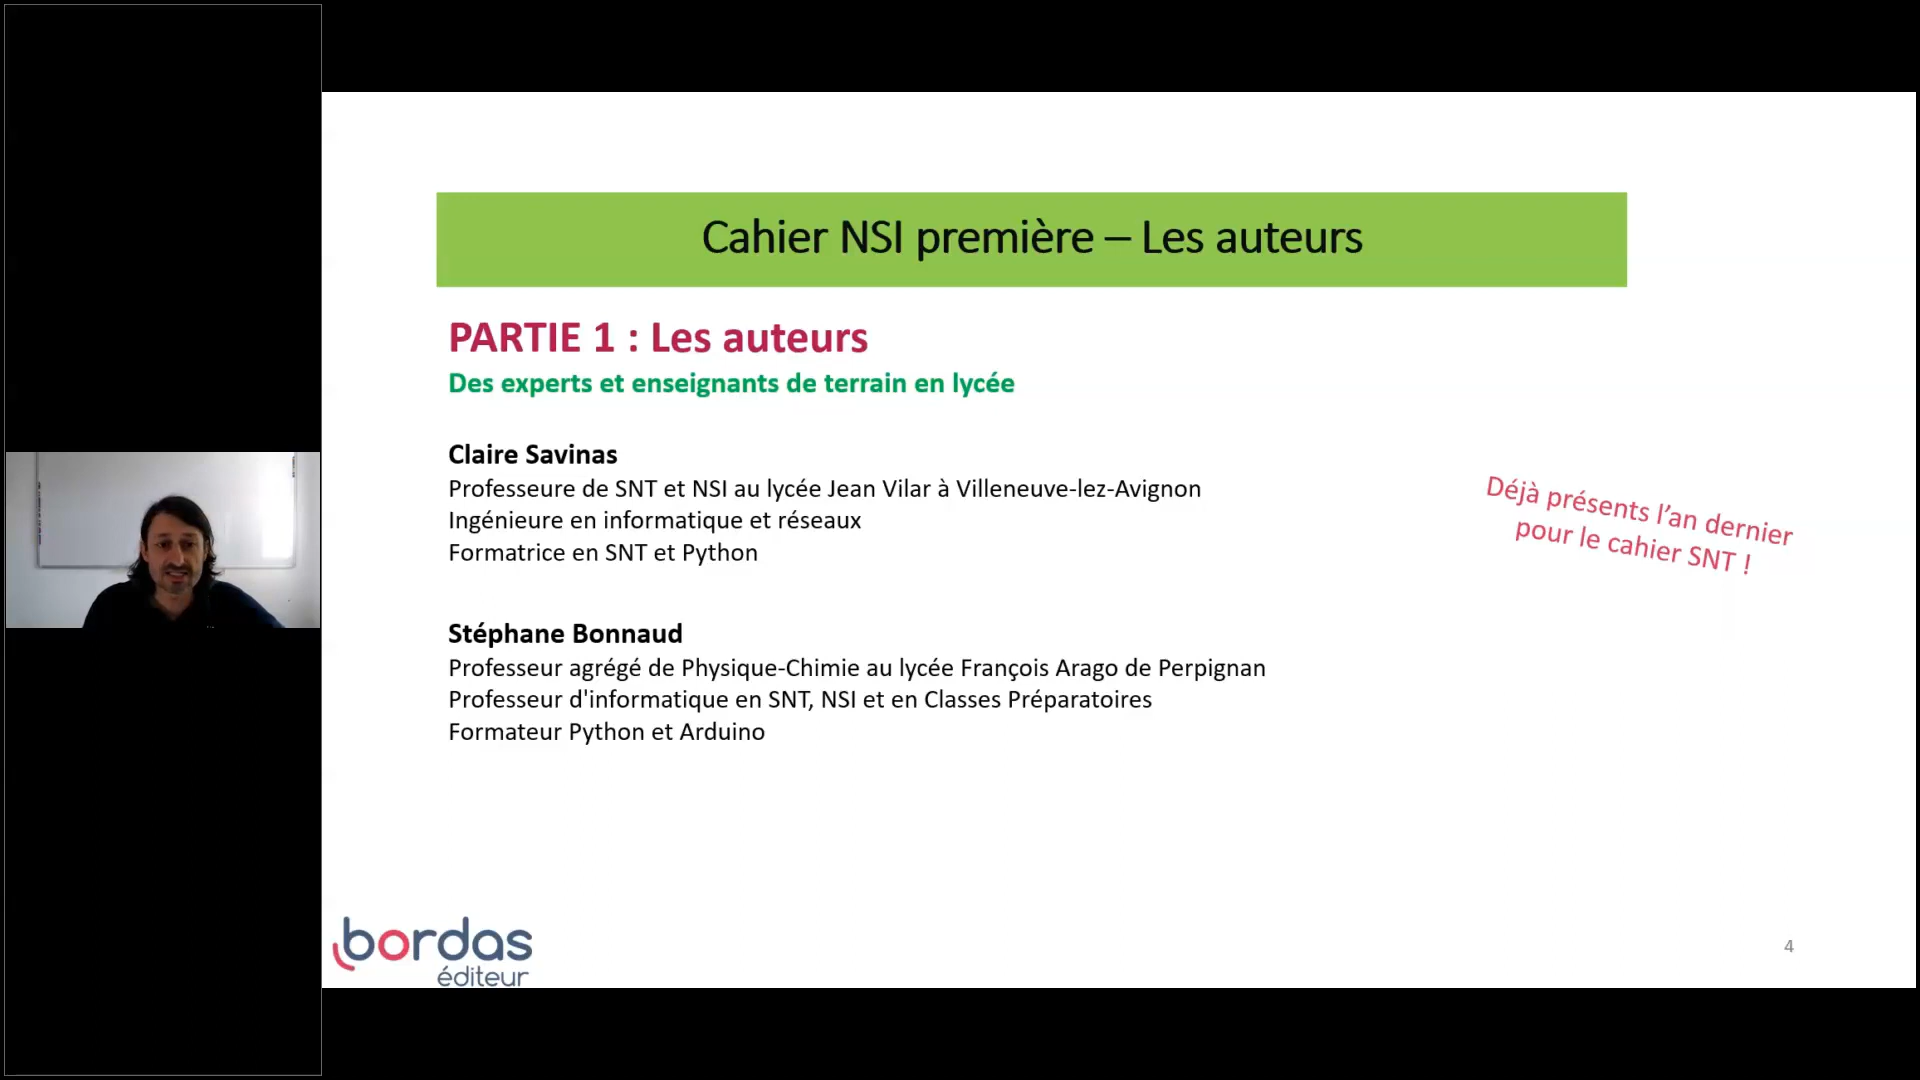 Cahier NSI première – Les auteurs
PARTIE 1 : Les auteurs
Des experts et enseignants de terrain en lycée
Claire Savinas
Professeure de SNT et NSI au lycée Jean Vilar à Villeneuve-lez-Avignon
Ingénieure en informatique et réseaux
Formatrice en SNT et Python
Déjà présents l’an dernier
pour le cahier SNT !
Stéphane Bonnaud
Professeur agrégé de Physique-Chimie au lycée François Arago de Perpignan
Professeur d'informatique en SNT, NSI et en Classes Préparatoires
Formateur Python et Arduino
bordas
éditeur
4